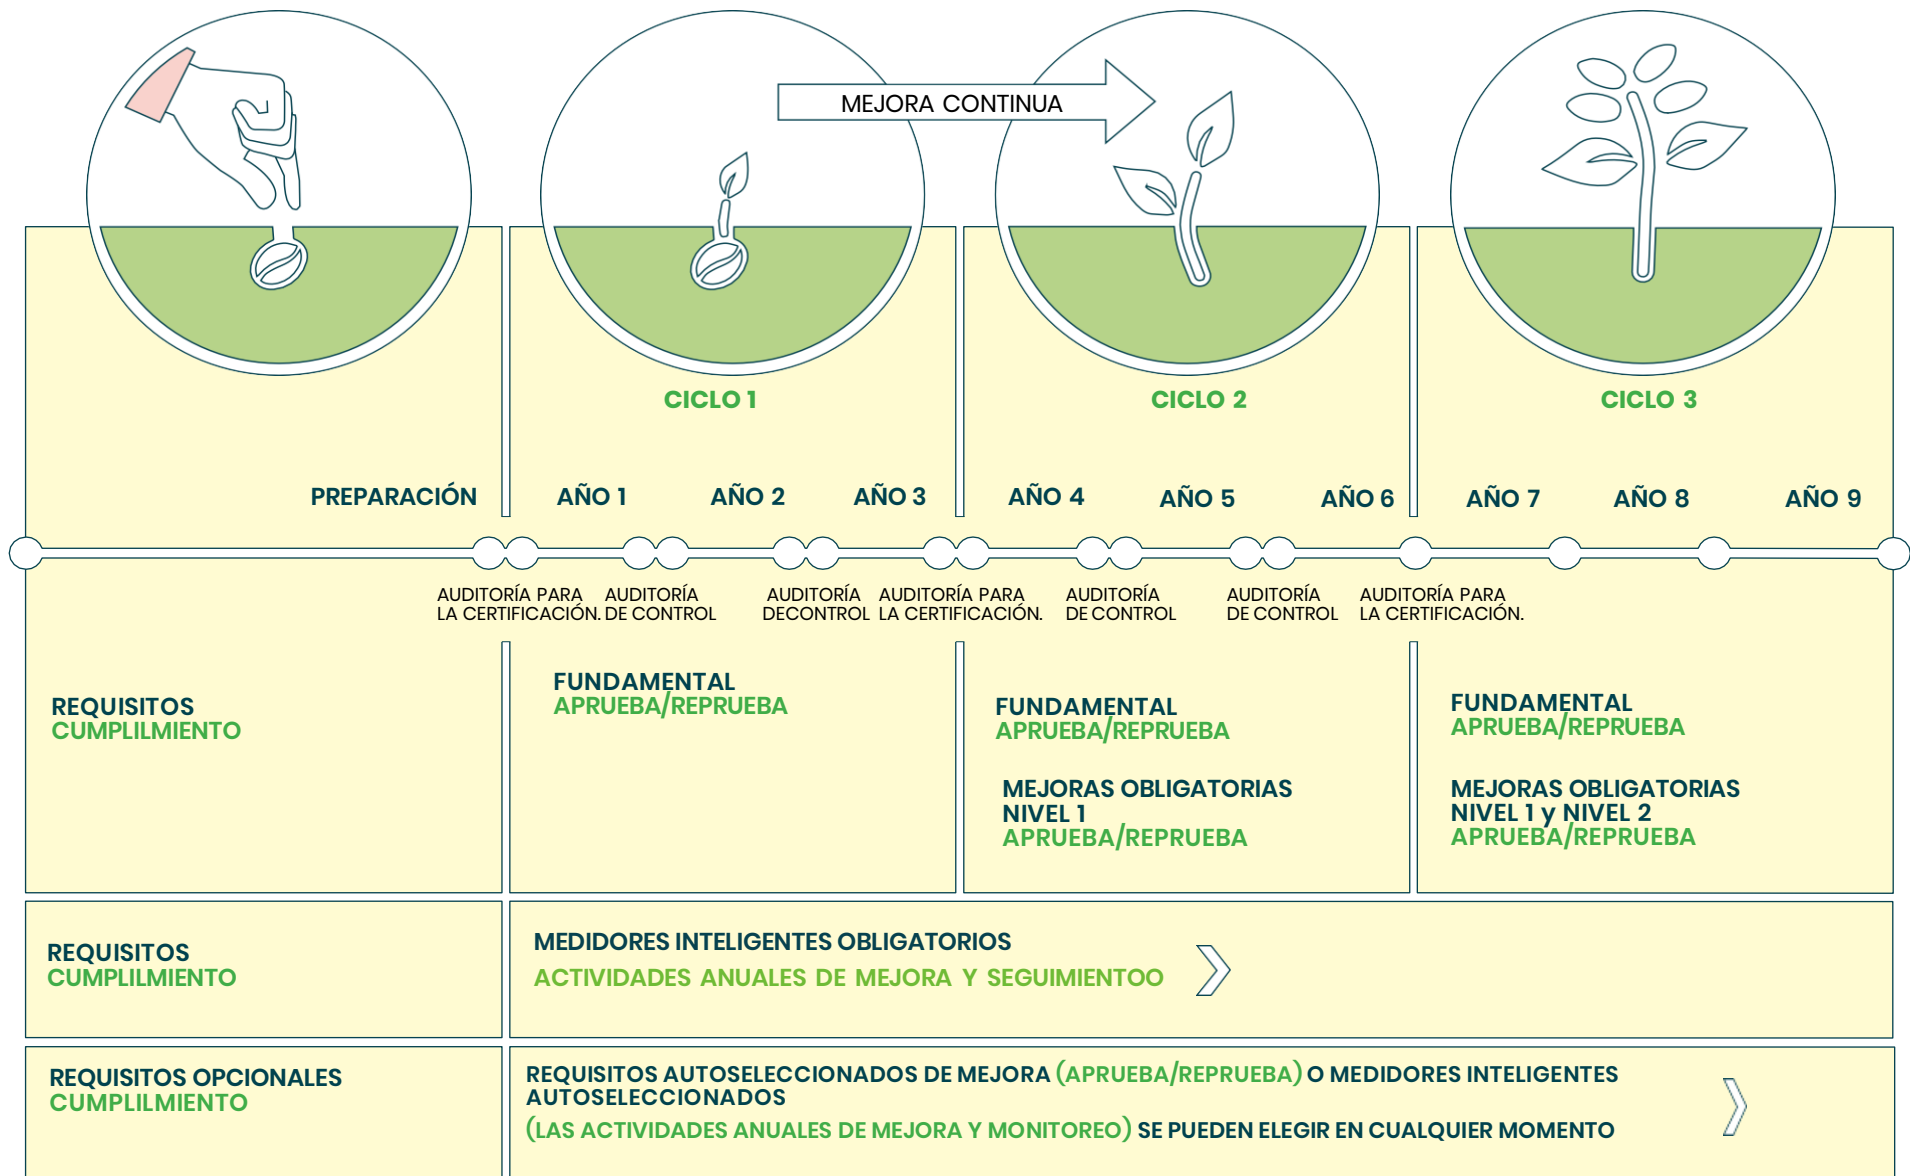 MEJORA CONTINUA
CICLO 1
CICLO 2
CICLO 3
PREPARACIÓN
AÑO 1
AÑO 2
AÑO 3
AÑO 4
AÑO 5
AÑO 6
AÑO 7
AÑO 8
AÑO 9
AUDITORÍA PARA
LA CERTIFICACIÓN.
AUDITORÍA
DE CONTROL
AUDITORÍA
DECONTROL
AUDITORÍA PARA
LA CERTIFICACIÓN.
AUDITORÍA
DE CONTROL
AUDITORÍA
DE CONTROL
AUDITORÍA PARA
LA CERTIFICACIÓN.
REQUISITOS
CUMPLILMIENTO
FUNDAMENTAL
APRUEBA/REPRUEBA
FUNDAMENTAL
APRUEBA/REPRUEBA
MEJORAS OBLIGATORIAS
NIVEL 1
APRUEBA/REPRUEBA
FUNDAMENTAL
APRUEBA/REPRUEBA
MEJORAS OBLIGATORIAS
NIVEL 1 y NIVEL 2
APRUEBA/REPRUEBA
REQUISITOS
CUMPLILMIENTO
MEDIDORES INTELIGENTES OBLIGATORIOS
ACTIVIDADES ANUALES DE MEJORA Y SEGUIMIENTOO
REQUISITOS OPCIONALES
CUMPLILMIENTO
REQUISITOS AUTOSELECCIONADOS DE MEJORA (APRUEBA/REPRUEBA) O MEDIDORES INTELIGENTES
AUTOSELECCIONADOS
(LAS ACTIVIDADES ANUALES DE MEJORA Y MONITOREO) SE PUEDEN ELEGIR EN CUALQUIER MOMENTO